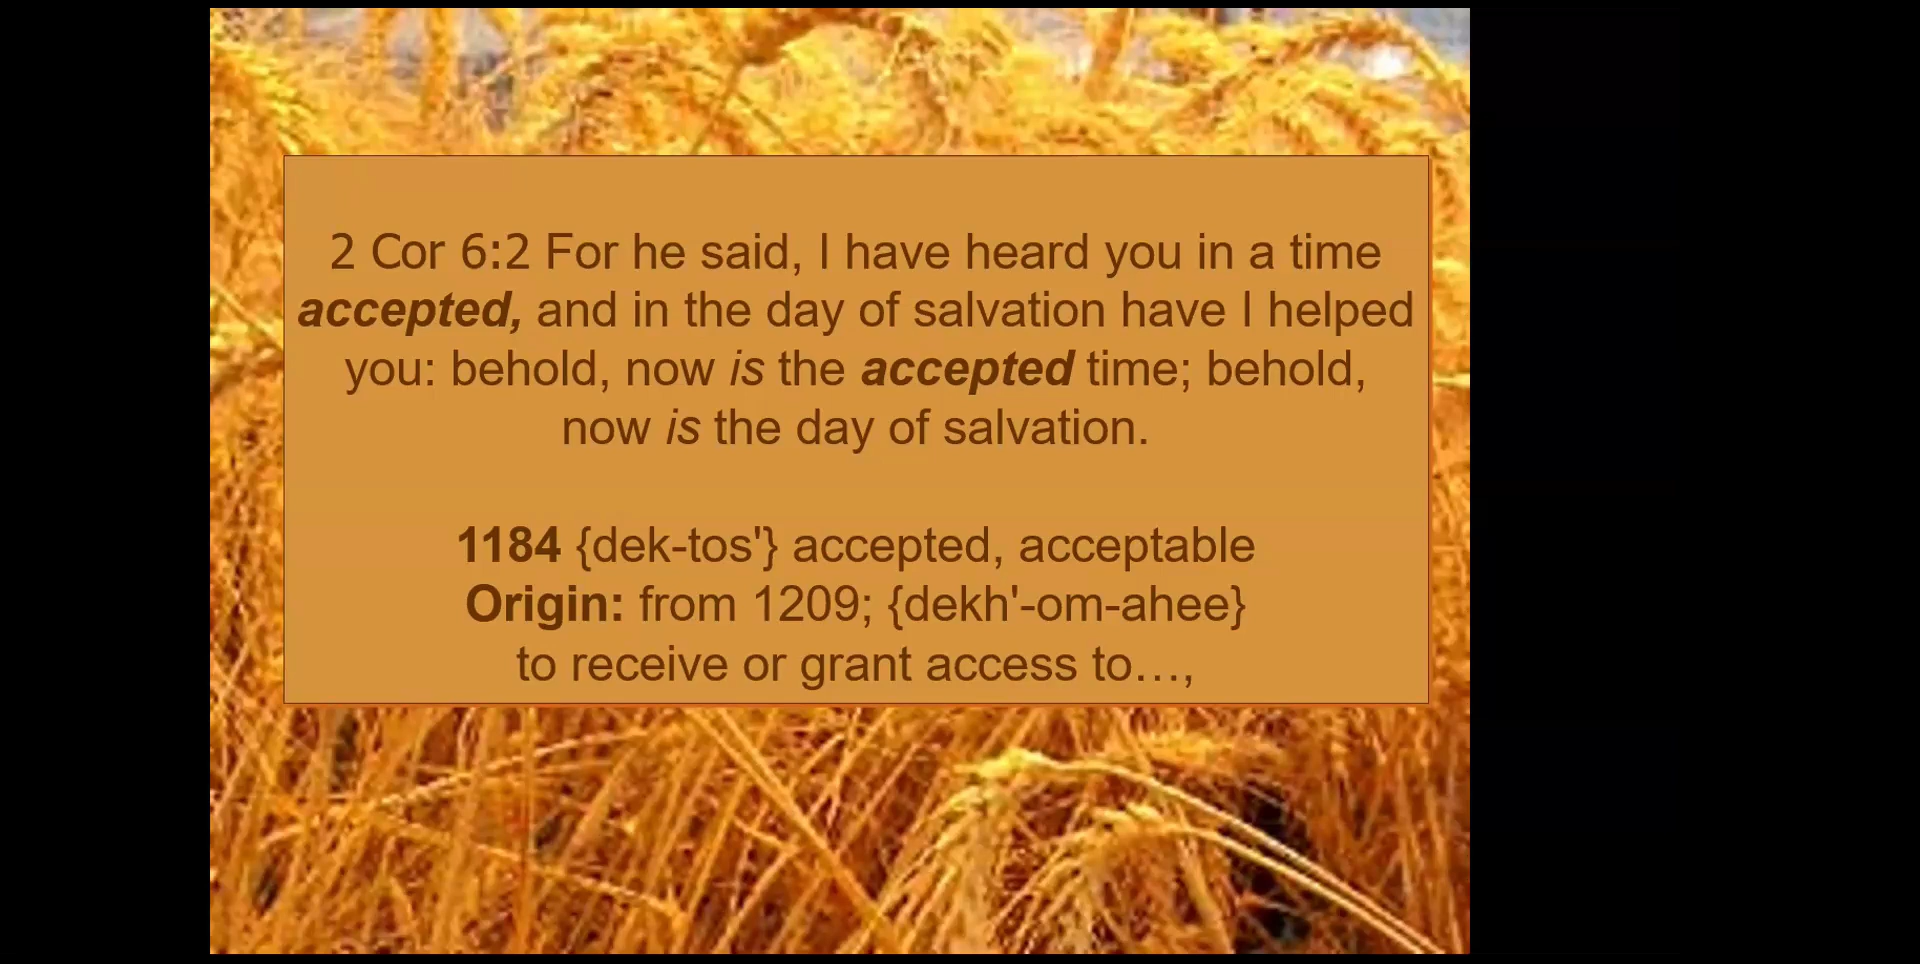 2 Cor 6:2 For he said, I have heard you in a time
accepted, and in the day of salvation have I helped
you: behold, now is the accepted time; behold,
now is the day of salvation.
1184 {dek-tos'} accepted, acceptable
Origin: from 1209; {dekh'-om-ahee}
to receive or grant access to…,